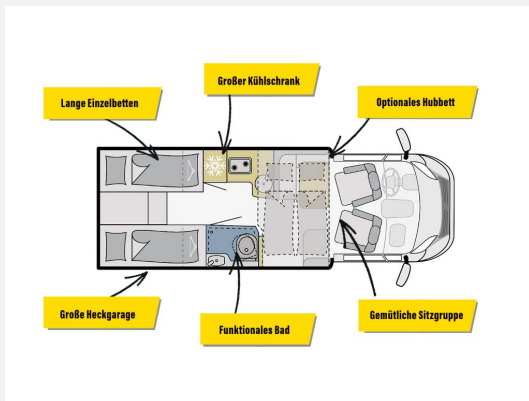 Großer Kühlschrank
Lange Einzelbetten
Optionales Hubbett
Große Heckgarage
Funktionales Bad
Gemütliche Sitzgruppe